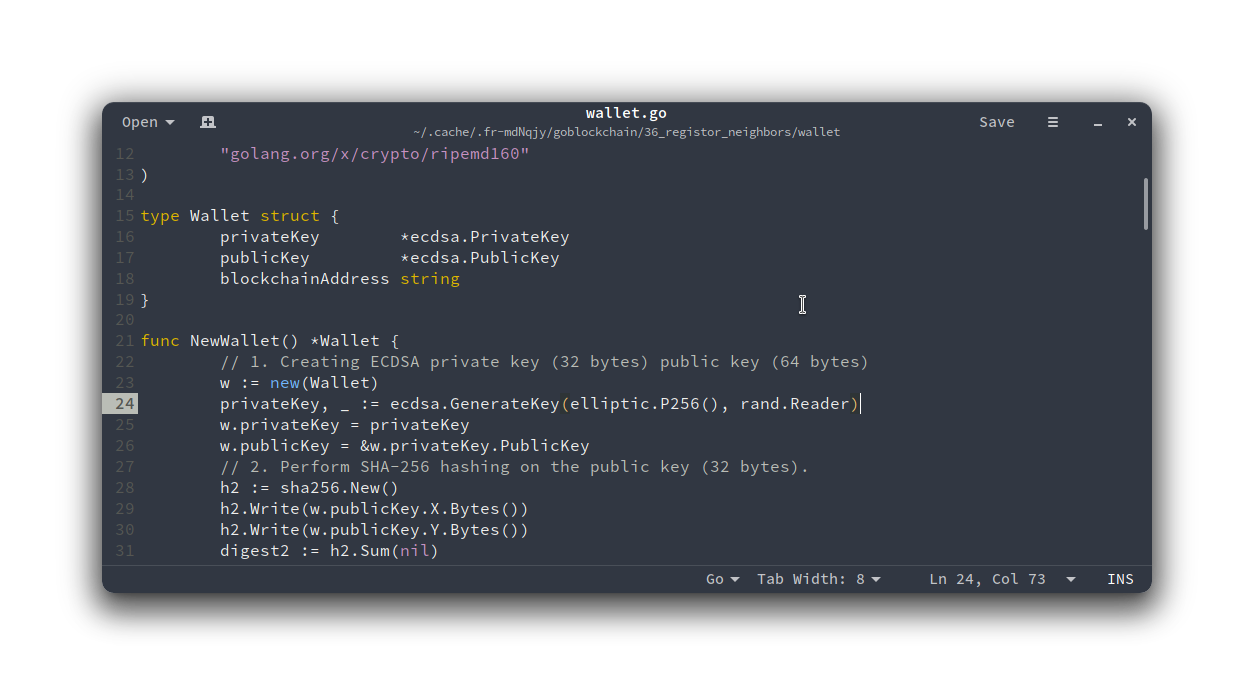 Open
wallet.go
~/.cache/.fr-mdNqjy/goblockchain/36_registor_neighbors/wallet
Save
12 "golang.org/x/crypto/ripemd160"
13 )
14
15 type Wallet struct {
16 privateKey *ecdsa.PrivateKey
17 publicKey *ecdsa.PublicKey
18 blockchainAddress string
19 }
20
21 func NewWallet() *Wallet {
22 // 1. Creating ECDSA private key (32 bytes) public key (64 bytes)
23 w := new(Wallet)
24 privateKey, _ := ecdsa.GenerateKey(elliptic.P256(), rand.Reader)
25 w.privateKey = privateKey
26 w.publicKey = &w.privateKey.PublicKey
27 // 2. Perform SHA-256 hashing on the public key (32 bytes).
28 h2 := sha256.New()
29 h2.Write(w.publicKey.X.Bytes())
30 h2.Write(w.publicKey.Y.Bytes())
31 digest2 := h2.Sum(nil)
Go Tab Width: 8 Ln 24, Col 73 INS